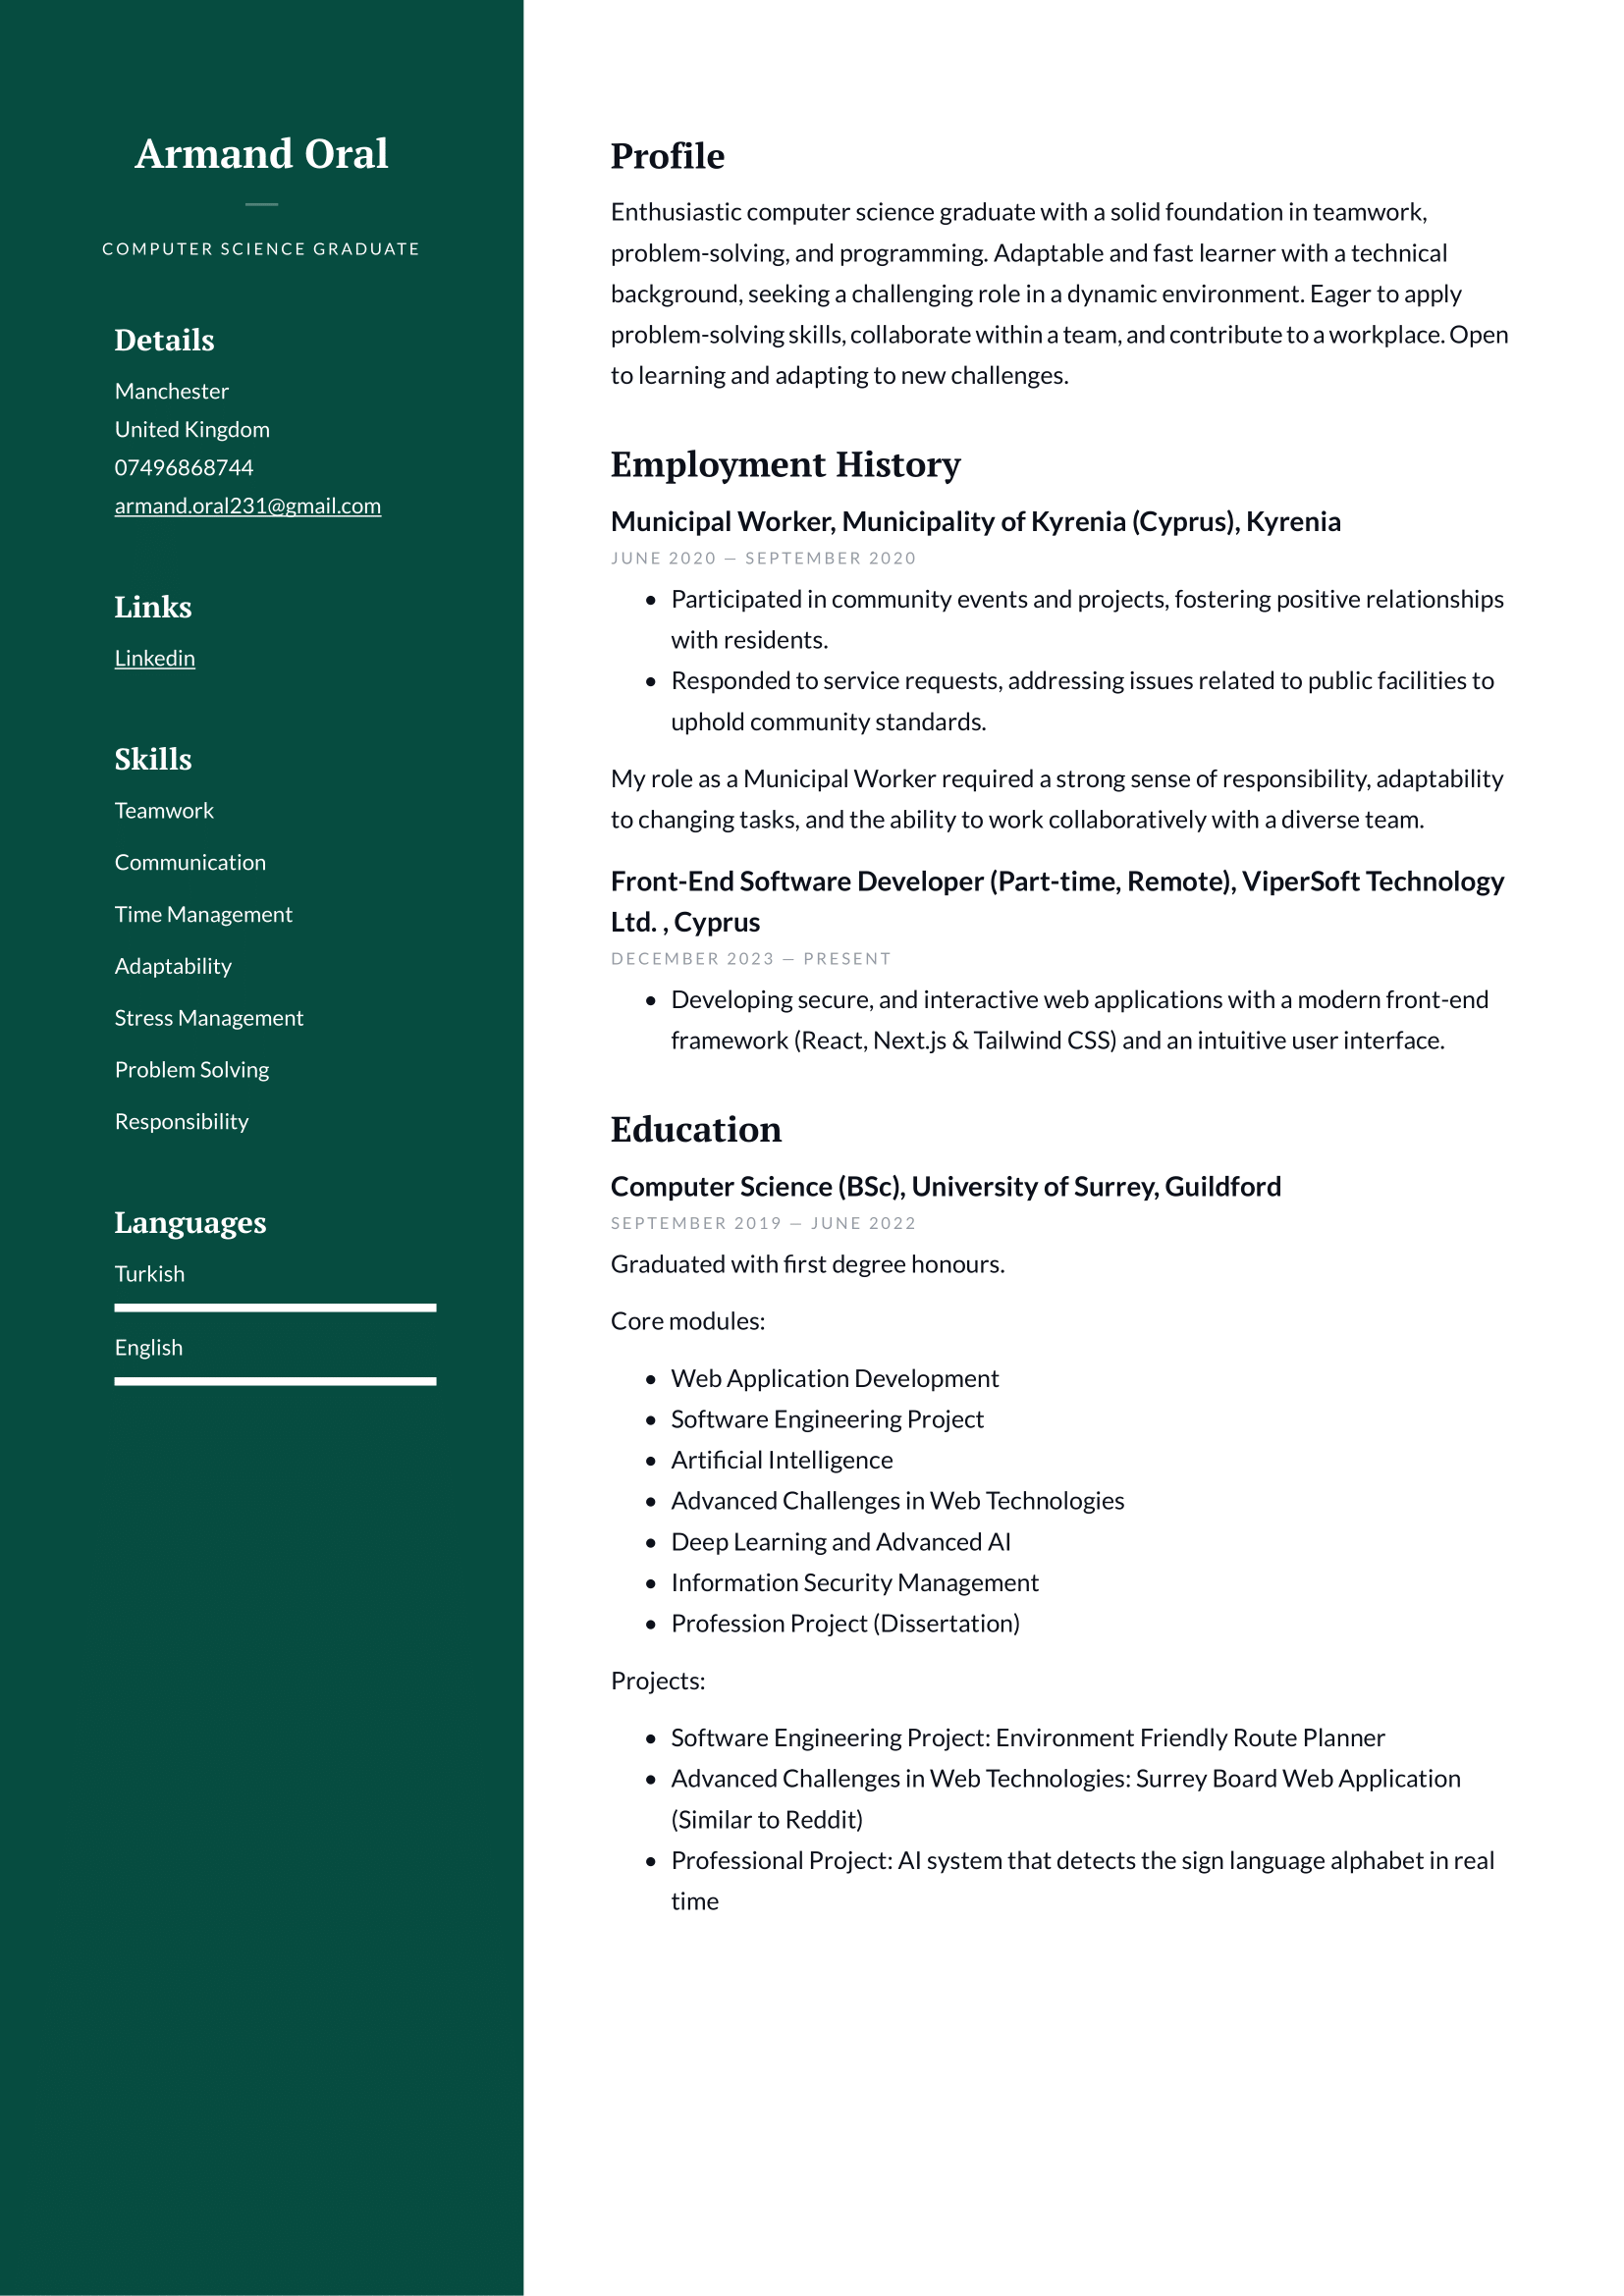 Armand Oral
COMPUTER SCIENCE GRADUATE
Details
Manchester
United Kingdom
07496868744
armand.oral231@gmail.com
Links
Linkedin
Skills
Teamwork
Communication
Time Management
Adaptability
Stress Management
Problem Solving
Responsibility
Languages
Turkish
English
Profile
Enthusiastic computer science graduate with a solid foundation in teamwork,
problem-solving, and programming. Adaptable and fast learner with a technical
background, seeking a challenging role in a dynamic environment. Eager to apply
problem-solving skills, collaborate within a team, and contribute to a workplace. Open
to learning and adapting to new challenges.
Employment History
Municipal Worker, Municipality of Kyrenia (Cyprus), Kyrenia
JUNE 2020 — SEPTEMBER 2020
• Participated in community events and projects, fostering positive relationships
with residents.
• Responded to service requests, addressing issues related to public facilities to
uphold community standards.
My role as a Municipal Worker required a strong sense of responsibility, adaptability
to changing tasks, and the ability to work collaboratively with a diverse team.
Front-End Software Developer (Part-time, Remote), ViperSoft Technology
Ltd. , Cyprus
DECEMBER 2023 — PRESENT
• Developing secure, and interactive web applications with a modern front-end
framework (React, Next.js & Tailwind CSS) and an intuitive user interface.
Education
Computer Science (BSc), University of Surrey, Guildford
SEPTEMBER 2019 — JUNE 2022
Graduated with first degree honours.
Core modules:
• Web Application Development
• Software Engineering Project
• Artificial Intelligence
• Advanced Challenges in Web Technologies
• Deep Learning and Advanced AI
• Information Security Management
• Profession Project (Dissertation)
Projects:
• Software Engineering Project: Environment Friendly Route Planner
• Advanced Challenges in Web Technologies: Surrey Board Web Application
(Similar to Reddit)
• Professional Project: AI system that detects the sign language alphabet in real
time